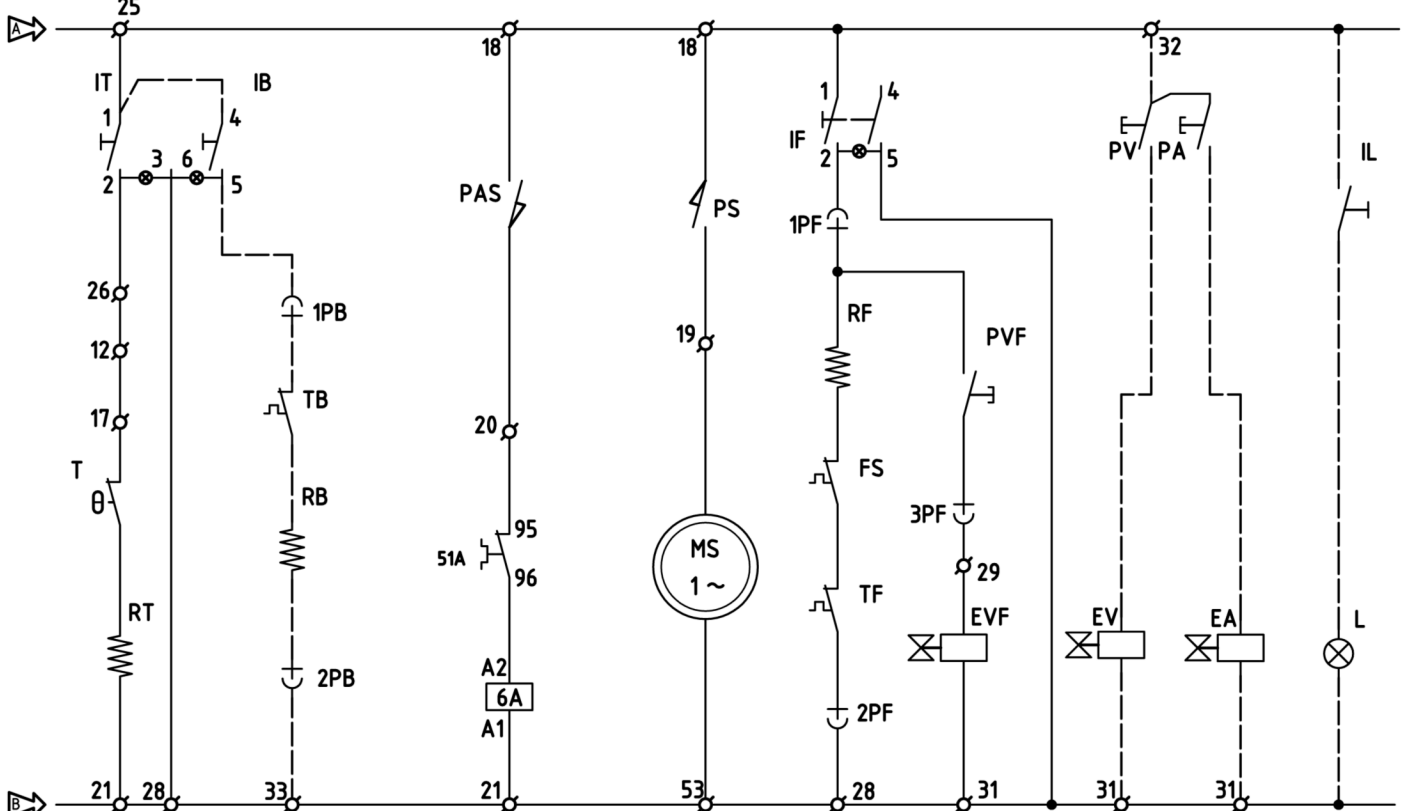 25
A
18
18
32
IT
IB
1
4
1
4
IF
PV
PA
IL
3
6
2
5
2
5
PAS
PS
1PF
26
1PB
RF
PVF
12
19
17
TB
20
T
θ
FS
RB
3PF
95
51A
96
MS
1~
29
TF
RT
EVF
EV
EA
L
A2
6A
A1
2PB
2PF
B
21
28
33
21
53
28
31
31
31